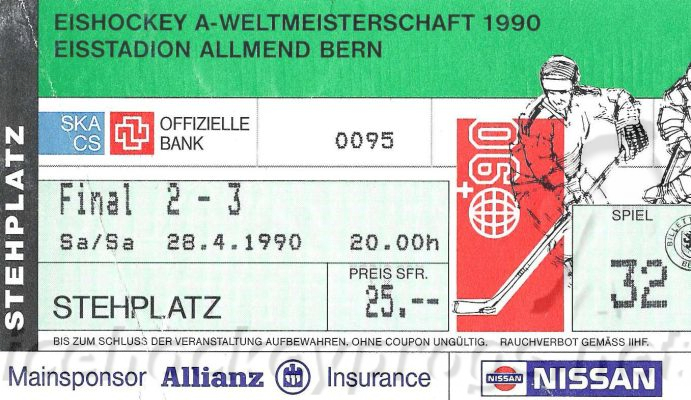 STEHPLATZ
EISHOCKEY A-WELTMEISTERSCHAFT 1990
EISSTADION ALLMEND BERN
SKA
CS
OFFIZIELLE
BANK
0095
90
Final 2 - 3
Sa/Sa 28.4.1990 20.00h
SPIEL
32
BILLETT
PREIS SFR.
25.--
STEHPLATZ
BIS ZUM SCHLUSS DER VERANSTALTUNG AUFBEWAHREN. OHNE COUPON UNGÜLTIG. RAUCHVERBOT GEMÄSS IIHF.
Mainsponsor Allianz Insurance
NISSAN NISSAN